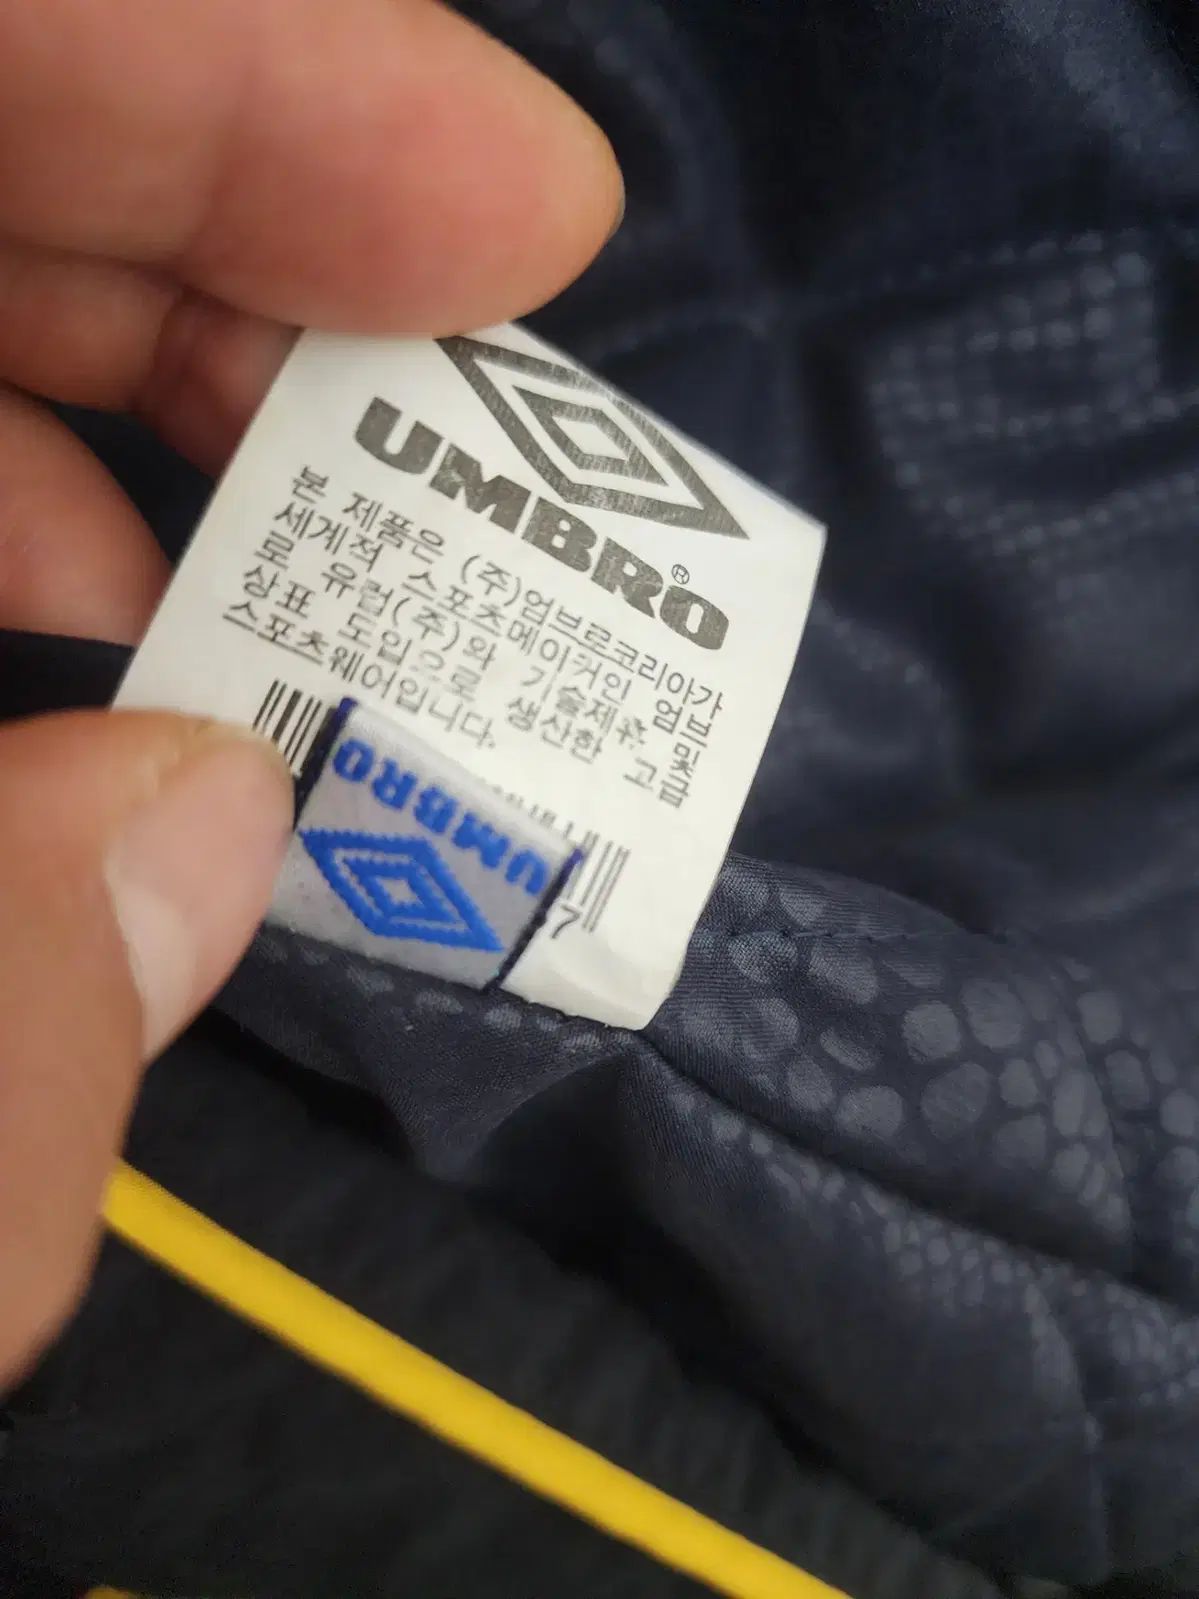 UMBRO®
본 제품은 (주)엄브로코리아가
세계적 스포츠메이커인 엄브
로 유럽(주)와 기술제휴 및
상표 도입으로 생산한 고급
스포츠웨어입니다.
UMBRO
7